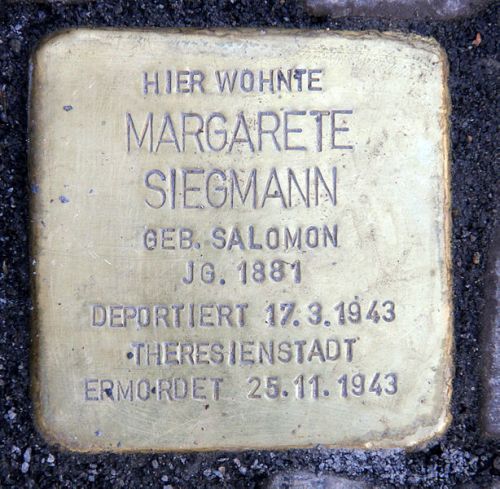 HIER WOHNTE
MARGARETE
SIEGMANN
GEB. SALOMON
JG. 1881
DEPORTIERT 17.3.1943
THERESIENSTADT
ERMORDET 25.11.1943